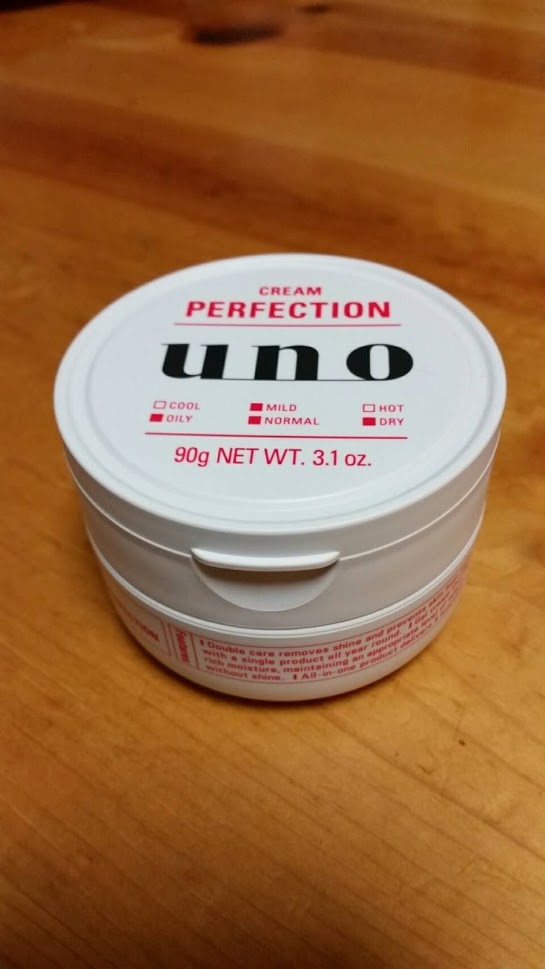 CREAM
PERFECTION
uno
COOL MILD HOT
OILY NORMAL DRY
90g NET WT. 3.1 oz.
Features
Double care removes shine and prevents
with a single product all year round.
rich moisture, maintaining an appropriate
without shine. All-in-one product